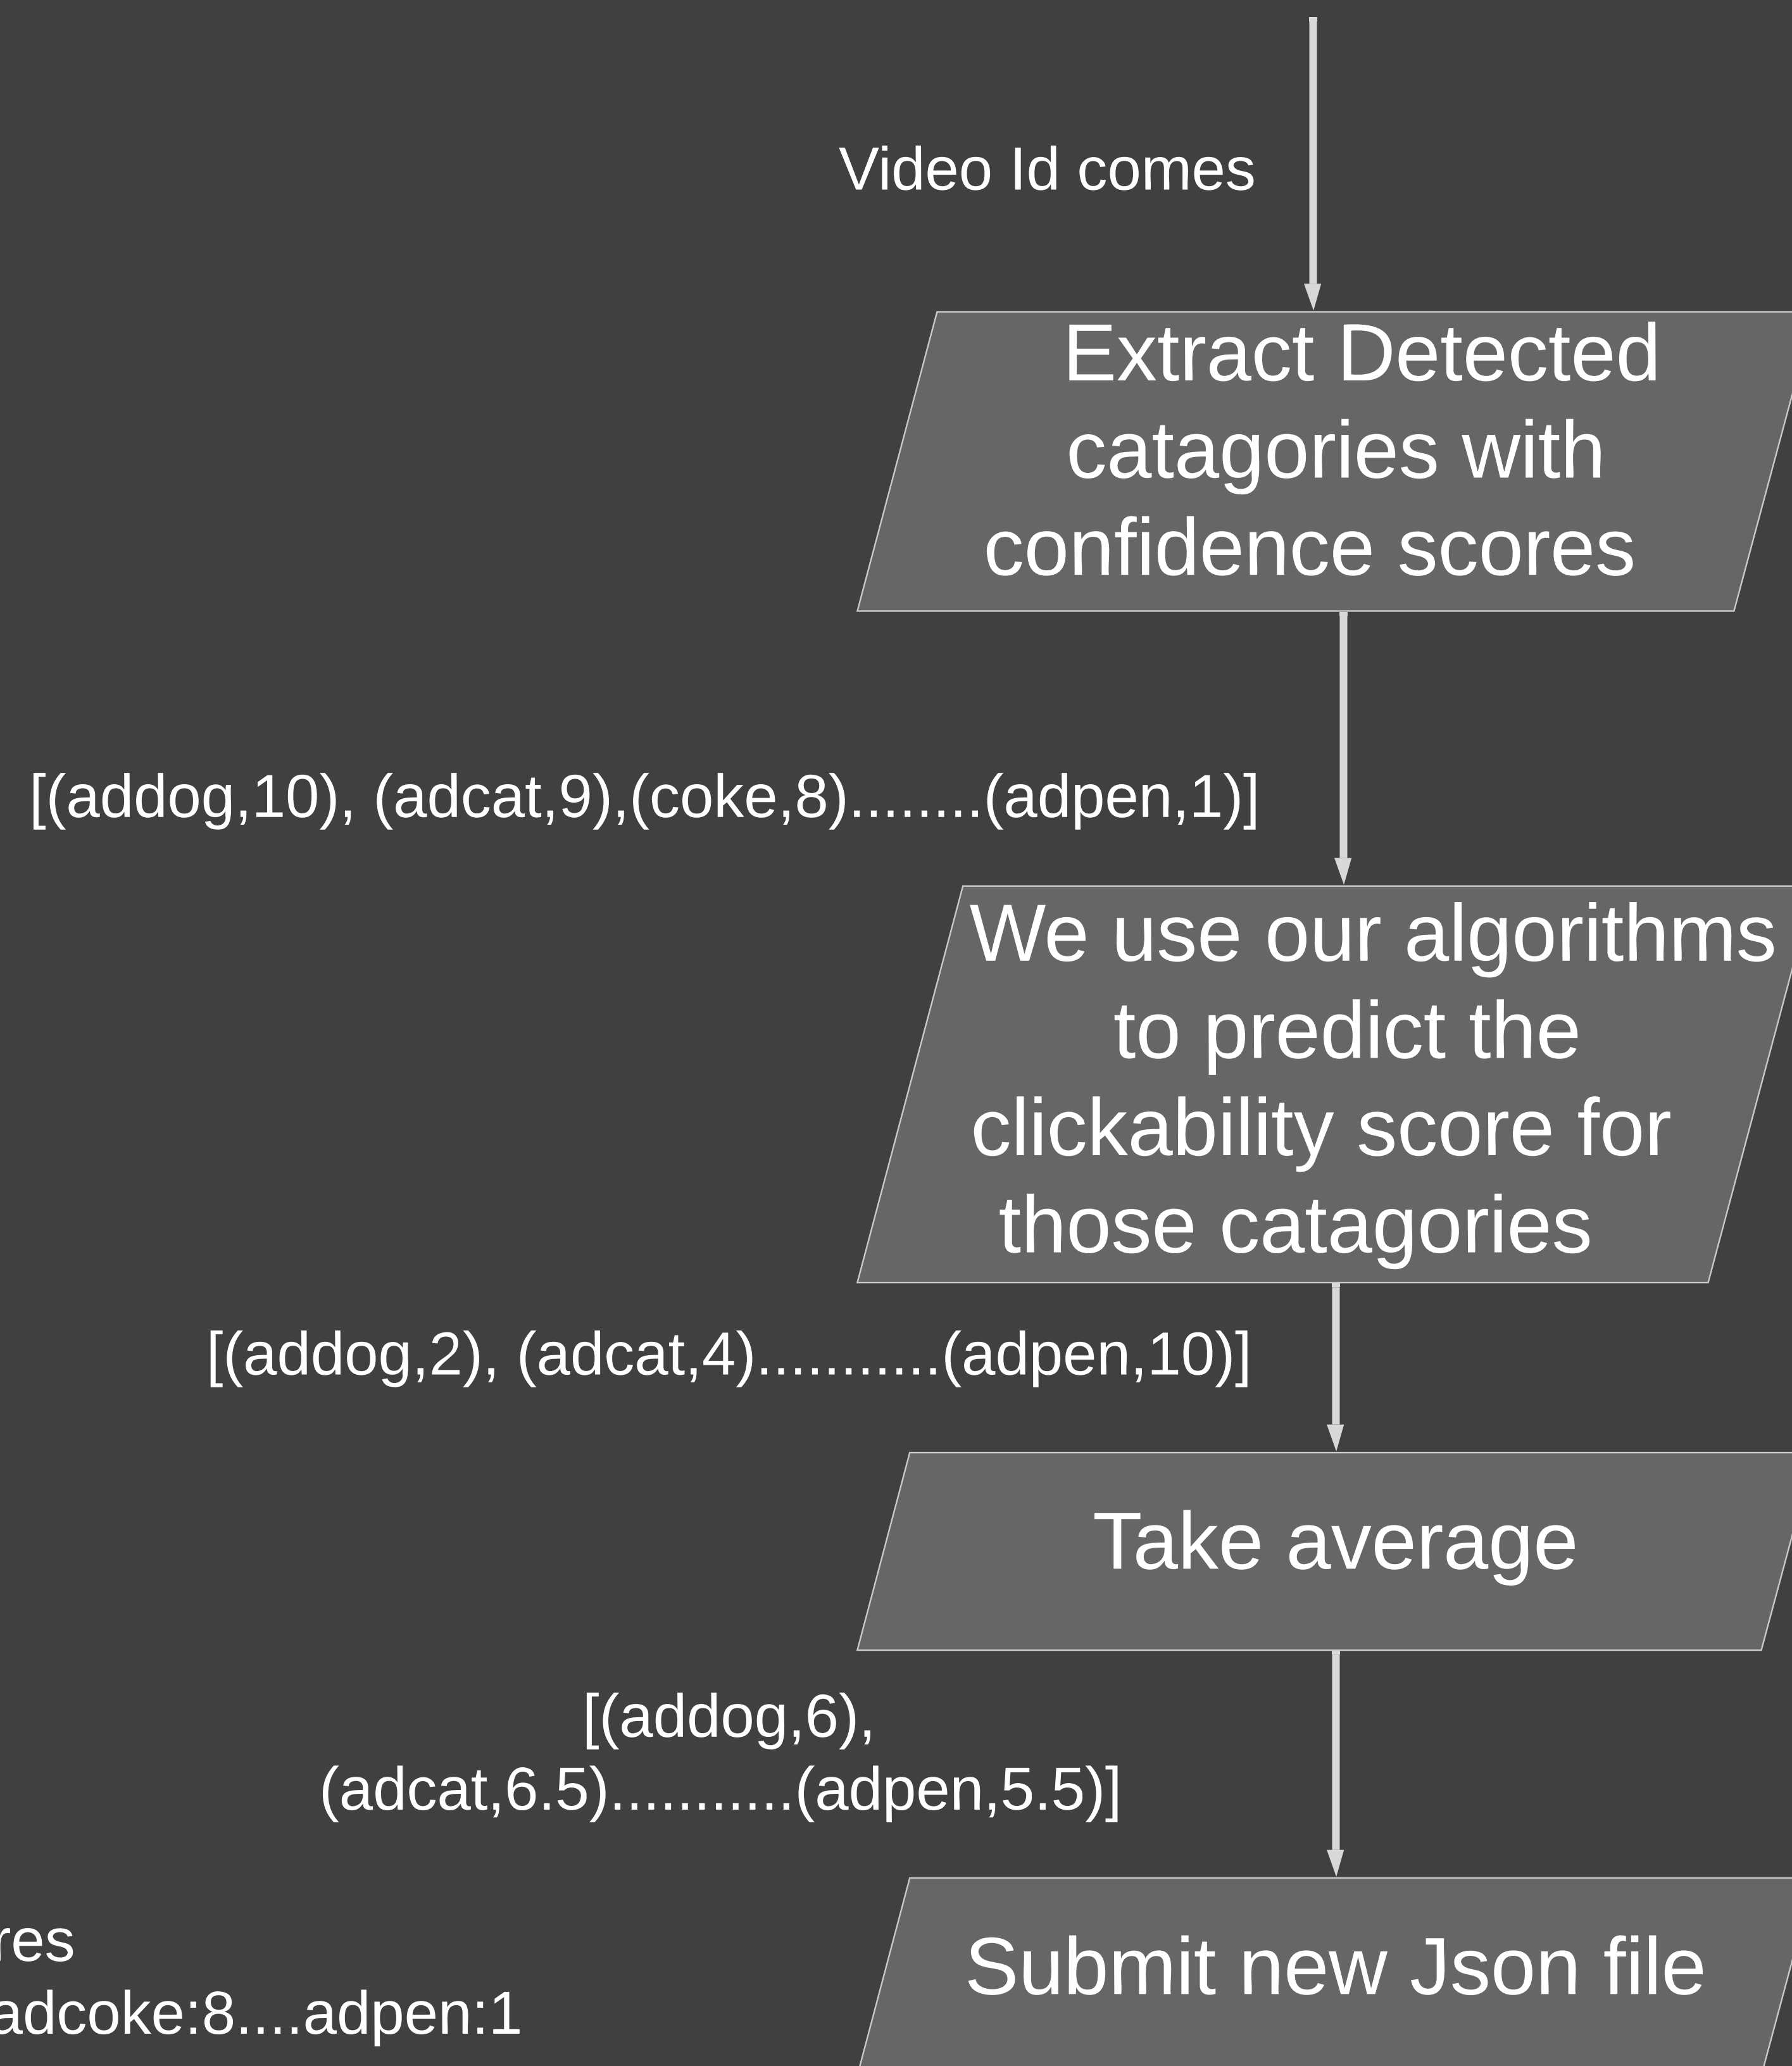 Video Id comes
Extract Detected
catagories with
confidence scores
[(addog,10), (adcat,9),(coke,8)........(adpen,1)]
We use our algorithms
to predict the
clickability score for
those catagories
[(addog,2), (adcat,4)...........(adpen,10)]
Take average
[(addog,6),
(adcat,6.5)...........(adpen,5.5)]
Submit new Json file
adcoke:8....adpen:1